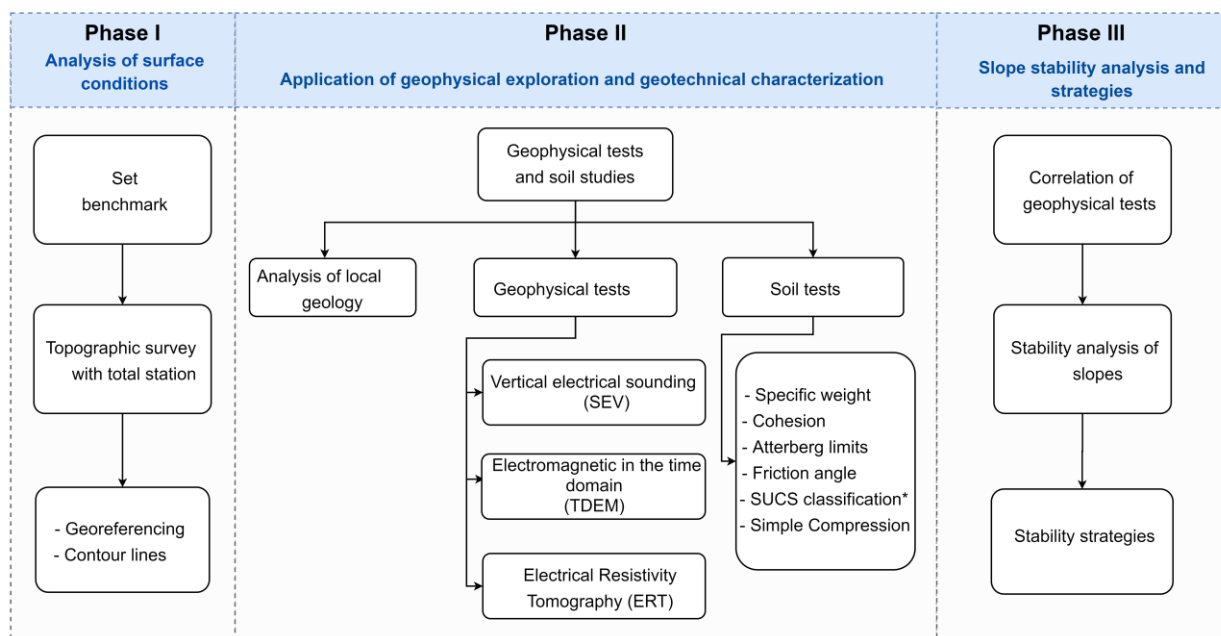 Phase I
Analysis of surface
conditions
Set
benchmark
Topographic survey
with total station
- Georeferencing
- Contour lines
Phase II
Application of geophysical exploration and geotechnical characterization
Geophysical tests
and soil studies
Analysis of local
geology
Geophysical tests
Soil tests
Vertical electrical sounding
(SEV)
Electromagnetic in the time
domain
(TDEM)
Electrical Resistivity
Tomography (ERT)
- Specific weight
- Cohesion
- Atterberg limits
- Friction angle
- SUCS classification*
- Simple Compression
Phase III
Slope stability analysis and
strategies
Correlation of
geophysical tests
Stability analysis of
slopes
Stability strategies